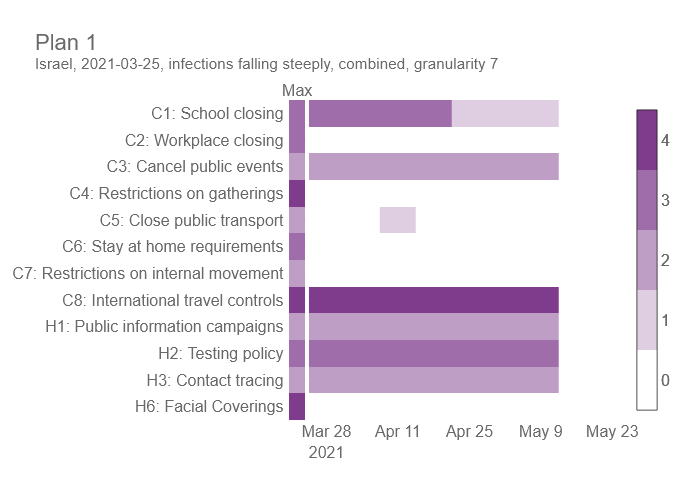 Plan 1
Israel, 2021-03-25, infections falling steeply, combined, granularity 7
Max
C1: School closing
C2: Workplace closing
C3: Cancel public events
C4: Restrictions on gatherings
C5: Close public transport
C6: Stay at home requirements
C7: Restrictions on internal movement
C8: International travel controls
H1: Public information campaigns
H2: Testing policy
H3: Contact tracing
H6: Facial Coverings
Mar 28 Apr 11 Apr 25 May 9 May 23
2021
4
3
2
1
0